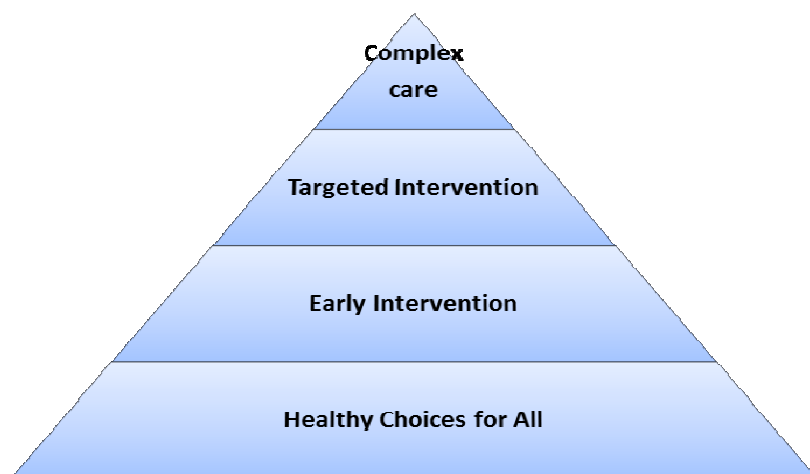 Complex
care
Targeted Intervention
Early Intervention
Healthy Choices for All